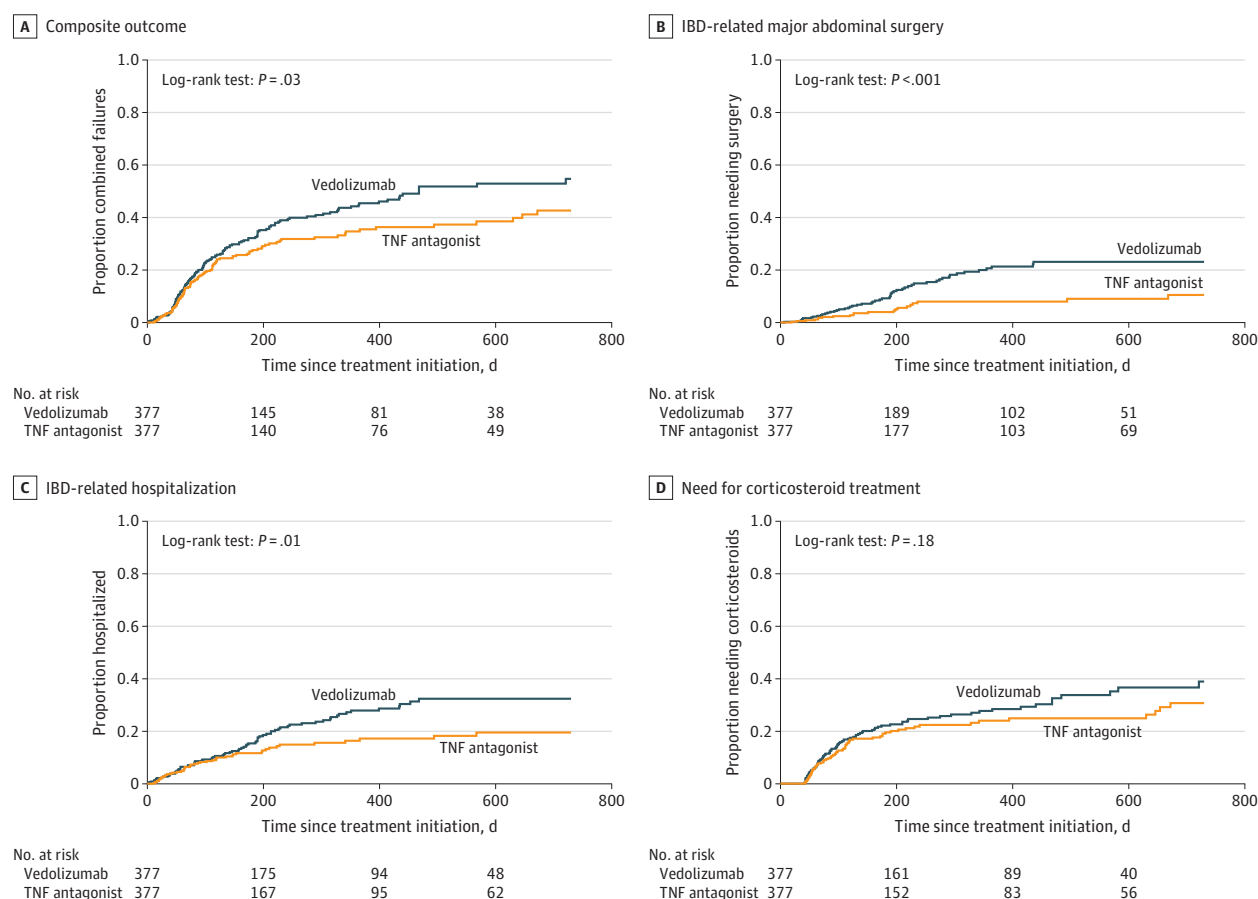 A Composite outcome
Log-rank test: P = .03
Proportion combined failures
1.0
0.8
0.6
0.4
0.2
0
Vedolizumab
TNF antagonist
0 200 400 600 800
Time since treatment initiation, d
No. at risk
Vedolizumab 377 145 81 38
TNF antagonist 377 140 76 49
B IBD-related major abdominal surgery
Log-rank test: P <.001
Proportion needing surgery
1.0
0.8
0.6
0.4
0.2
0
Vedolizumab
TNF antagonist
0 200 400 600 800
Time since treatment initiation, d
No. at risk
Vedolizumab 377 189 102 51
TNF antagonist 377 177 103 69
C IBD-related hospitalization
Log-rank test: P = .01
Proportion hospitalized
1.0
0.8
0.6
0.4
0.2
0
Vedolizumab
TNF antagonist
0 200 400 600 800
Time since treatment initiation, d
No. at risk
Vedolizumab 377 175 94 48
TNF antagonist 377 167 95 62
D Need for corticosteroid treatment
Log-rank test: P = .18
Proportion needing corticosteroids
1.0
0.8
0.6
0.4
0.2
0
Vedolizumab
TNF antagonist
0 200 400 600 800
Time since treatment initiation, d
No. at risk
Vedolizumab 377 161 89 40
TNF antagonist 377 152 83 56